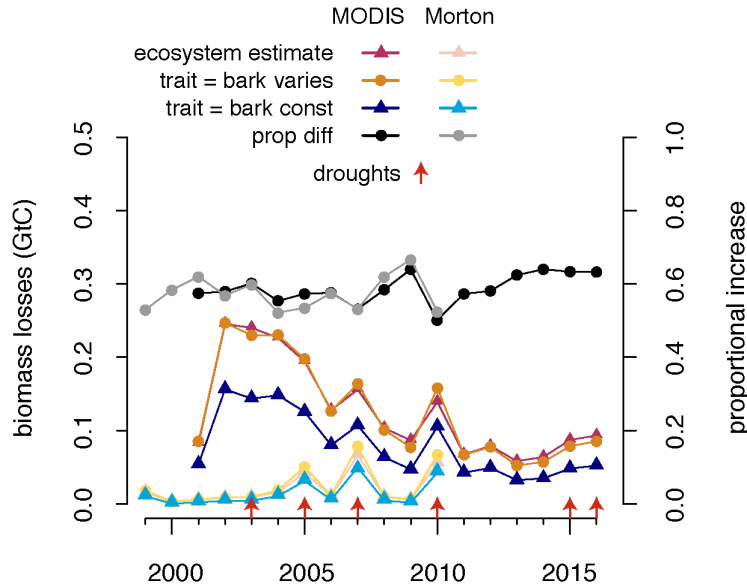 MODIS Morton
ecosystem estimate
trait = bark varies
trait = bark const
prop diff
droughts
biomass losses (GtC)
0.5
0.4
0.3
0.2
0.1
0.0
1.0
0.8
0.6
0.4
0.2
0.0
proportional increase
2000 2005 2010 2015